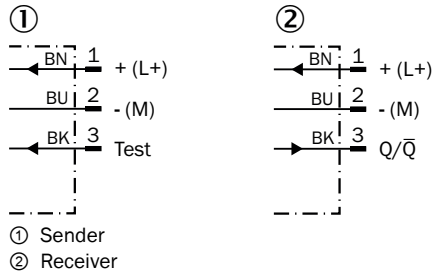 ① ②
BN 1 + (L+) BN 1 + (L+)
BU 2 - (M) BU 2 - (M)
BK 3 Test BK 3 Q/Q̅
① Sender
② Receiver